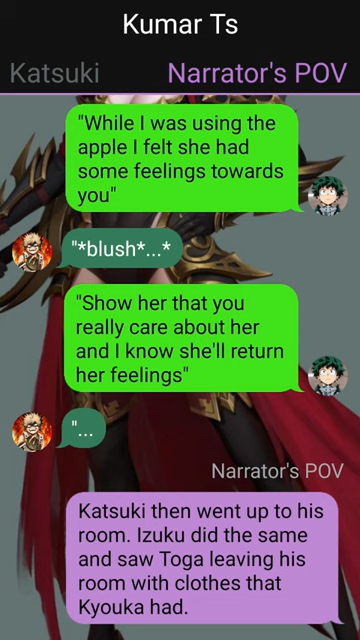 Kumar Ts
Katsuki Narrator's POV
"While I was using the
apple I felt she had
some feelings towards
you"
"*blush*...*
"Show her that you
really care about her
and I know she'll return
her feelings"
"...
Narrator's POV
Katsuki then went up to his
room. Izuku did the same
and saw Toga leaving his
room with clothes that
Kyouka had.